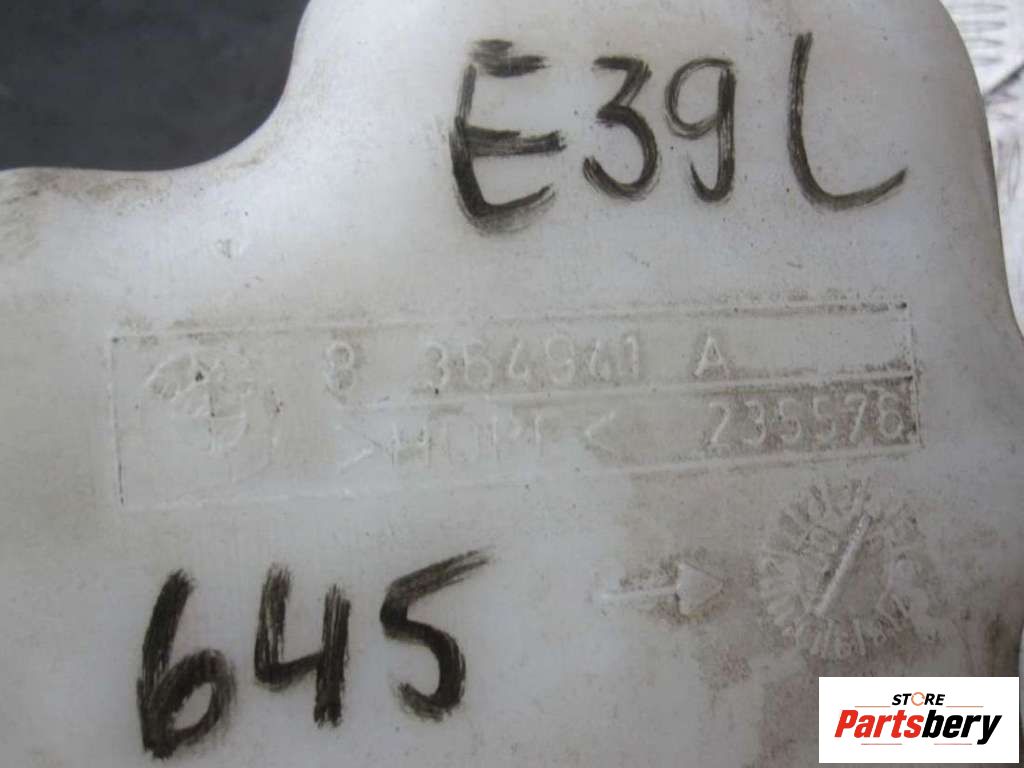 E39L
8 364941 A
>HDPE< 235576
645
STORE
Partsbery